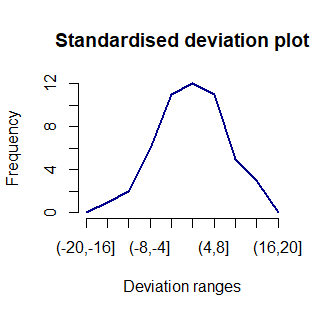 Standardised deviation plot
Frequency
12
8
4
0
(-20,-16] (-8,-4] (4,8] (16,20]
Deviation ranges